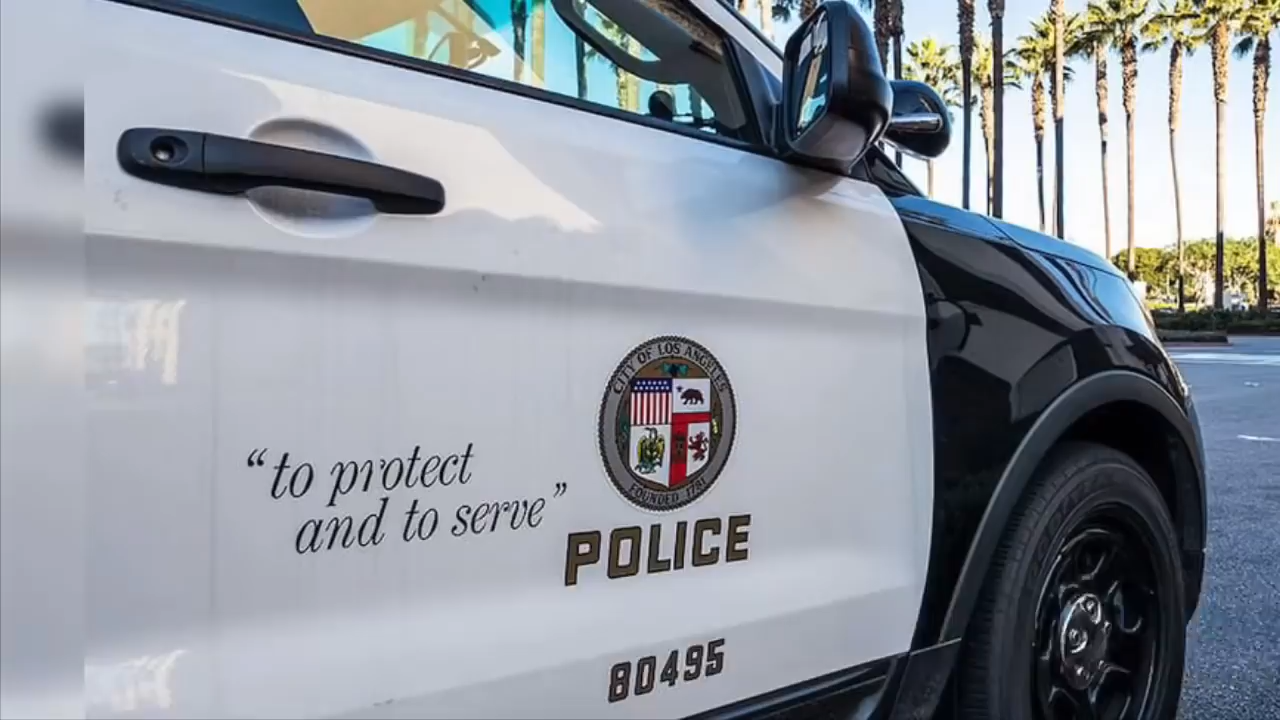 CITY OF LOS ANGELES
FOUNDED 1781
“to protect
and to serve”
POLICE
80495